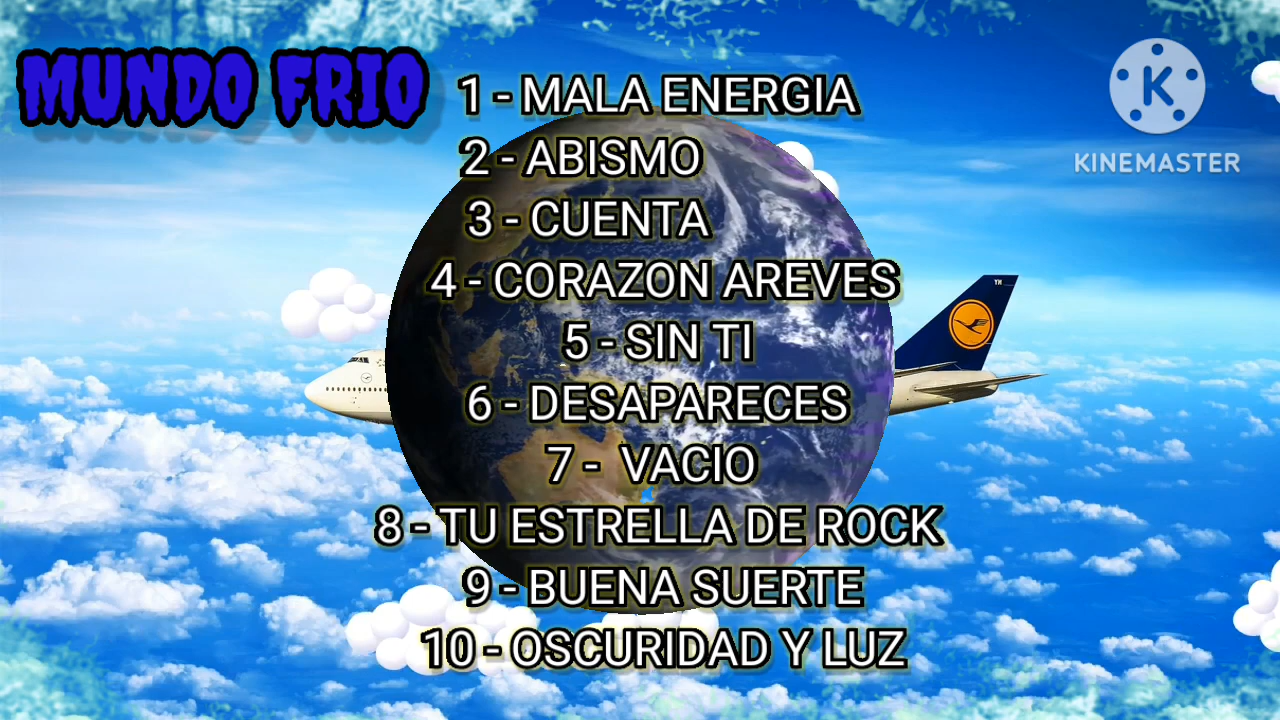 MUNDO FRIO
1 - MALA ENERGIA
2 - ABISMO
3 - CUENTA
4 - CORAZON AREVES
5 - SIN TI
6 - DESAPARECES
7 - VACIO
8 - TU ESTRELLA DE ROCK
9 - BUENA SUERTE
10 - OSCURIDAD Y LUZ
K
KINEMASTER